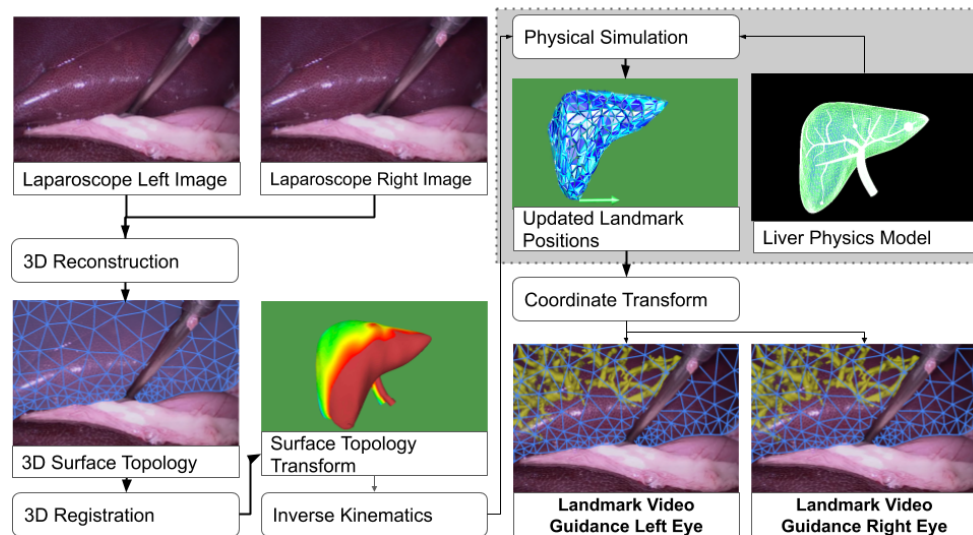 Laparoscope Left Image
Laparoscope Right Image
3D Reconstruction
3D Surface Topology
3D Registration
Surface Topology
Transform
Inverse Kinematics
Physical Simulation
Updated Landmark
Positions
Liver Physics Model
Coordinate Transform
Landmark Video
Guidance Left Eye
Landmark Video
Guidance Right Eye